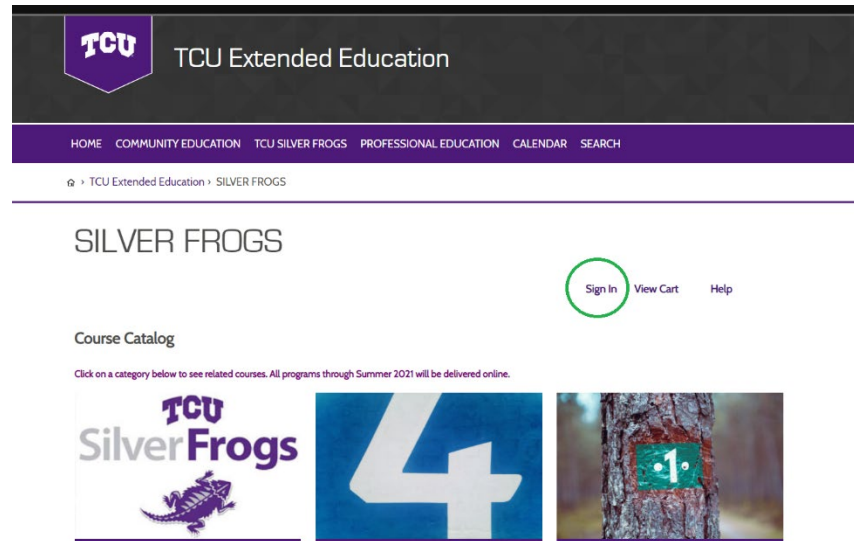 TCU
TCU Extended Education
HOME COMMUNITY EDUCATION TCU SILVER FROGS PROFESSIONAL EDUCATION CALENDAR SEARCH
› TCU Extended Education › SILVER FROGS
SILVER FROGS
Sign In View Cart Help
Course Catalog
Click on a category below to see related courses. All programs through Summer 2021 will be delivered online.
TCU
Silver Frogs
4
1